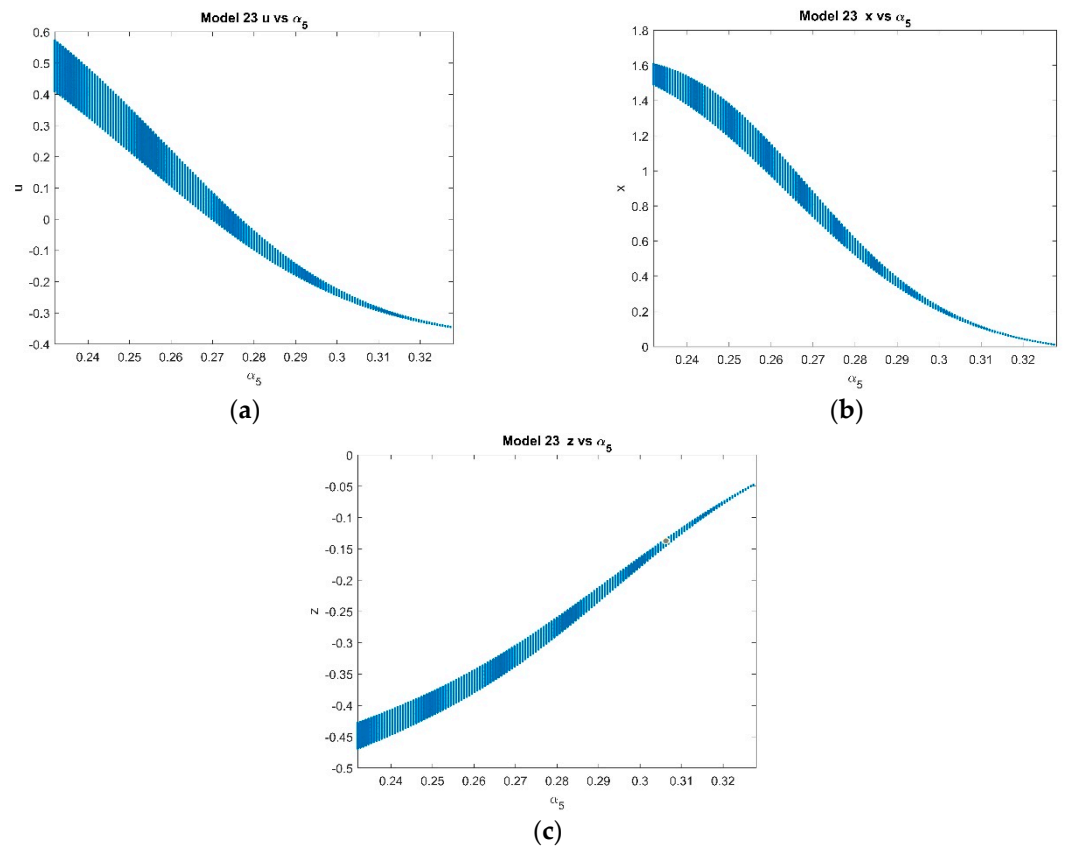 Model 23 u vs α5
0.6
0.5
0.4
0.3
0.2
0.1
0
-0.1
-0.2
-0.3
-0.4
u
0.24 0.25 0.26 0.27 0.28 0.29 0.3 0.31 0.32
α5
(a)
Model 23 x vs α5
1.8
1.6
1.4
1.2
1
0.8
0.6
0.4
0.2
0
x
0.24 0.25 0.26 0.27 0.28 0.29 0.3 0.31 0.32
α5
(b)
Model 23 z vs α5
0
-0.05
-0.1
-0.15
-0.2
-0.25
-0.3
-0.35
-0.4
-0.45
-0.5
z
0.24 0.25 0.26 0.27 0.28 0.29 0.3 0.31 0.32
α5
(c)